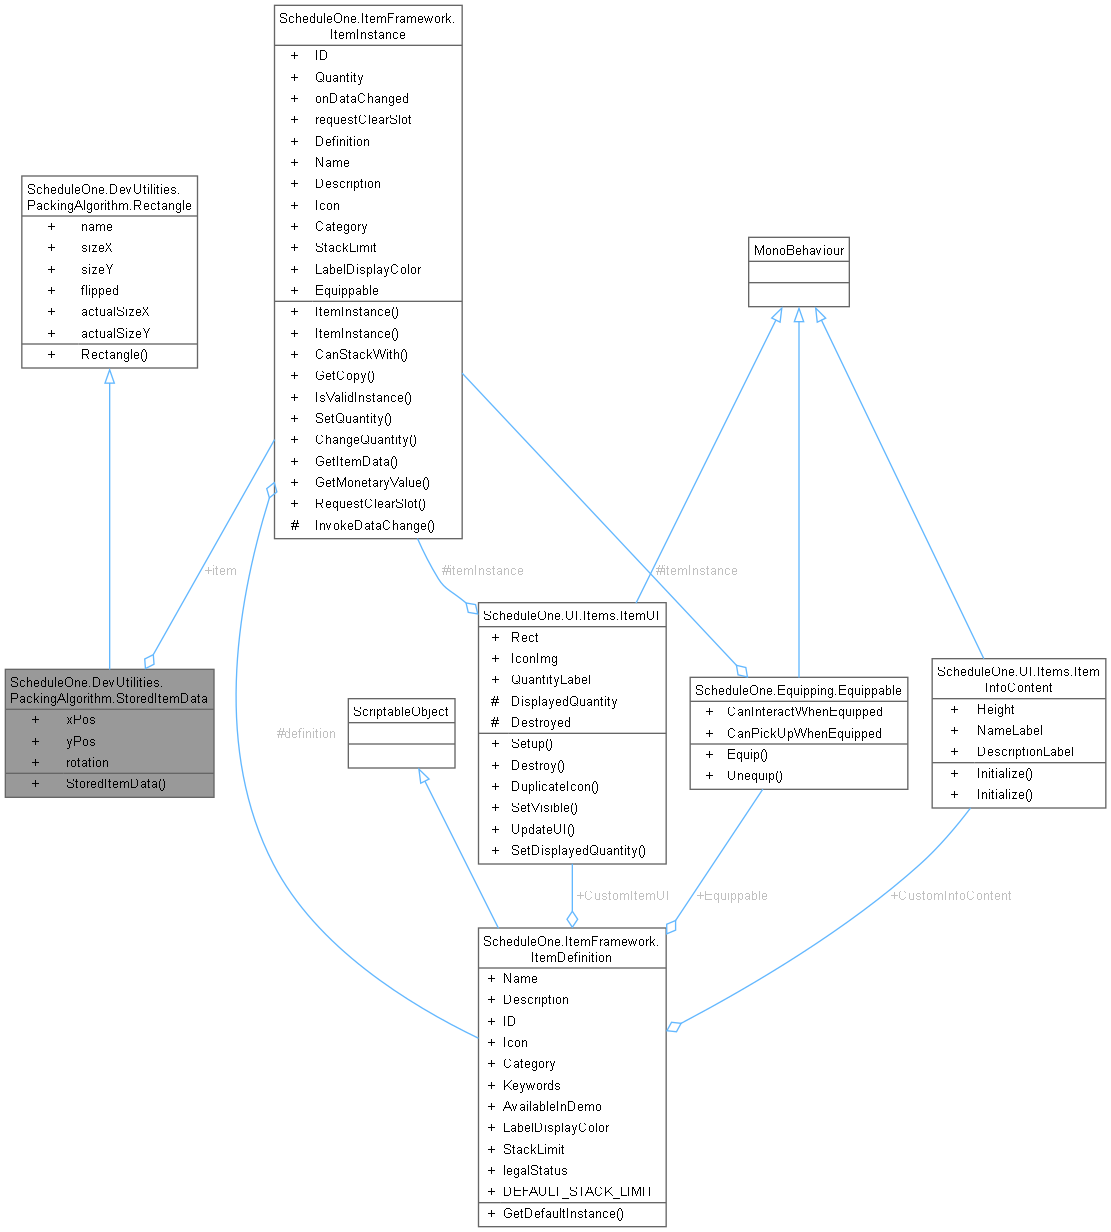 ScheduleOne.ItemFramework.
ItemInstance
+ ID
+ Quantity
+ onDataChanged
+ requestClearSlot
+ Definition
+ Name
+ Description
+ Icon
+ Category
+ StackLimit
+ LabelDisplayColor
+ Equippable
+ ItemInstance()
+ ItemInstance()
+ CanStackWith()
+ GetCopy()
+ IsValidInstance()
+ SetQuantity()
+ ChangeQuantity()
+ GetItemData()
+ GetMonetaryValue()
+ RequestClearSlot()
# InvokeDataChange()
ScheduleOne.DevUtilities.
PackingAlgorithm.Rectangle
+ name
+ sizeX
+ sizeY
+ flipped
+ actualSizeX
+ actualSizeY
+ Rectangle()
MonoBehaviour
+item
#itemInstance
#itemInstance
ScheduleOne.DevUtilities.
PackingAlgorithm.StoredItemData
+ xPos
+ yPos
+ rotation
+ StoredItemData()
#definition
ScriptableObject
ScheduleOne.UI.Items.ItemUI
+ Rect
+ IconImg
+ QuantityLabel
# DisplayedQuantity
# Destroyed
+ Setup()
+ Destroy()
+ DuplicateIcon()
+ SetVisible()
+ UpdateUI()
+ SetDisplayedQuantity()
ScheduleOne.Equipping.Equippable
+ CanInteractWhenEquipped
+ CanPickUpWhenEquipped
+ Equip()
+ Unequip()
ScheduleOne.UI.Items.Item
InfoContent
+ Height
+ NameLabel
+ DescriptionLabel
+ Initialize()
+ Initialize()
+CustomItemUI
+Equippable
+CustomInfoContent
ScheduleOne.ItemFramework.
ItemDefinition
+ Name
+ Description
+ ID
+ Icon
+ Category
+ Keywords
+ AvailableInDemo
+ LabelDisplayColor
+ StackLimit
+ legalStatus
+ DEFAULT_STACK_LIMIT
+ GetDefaultInstance()